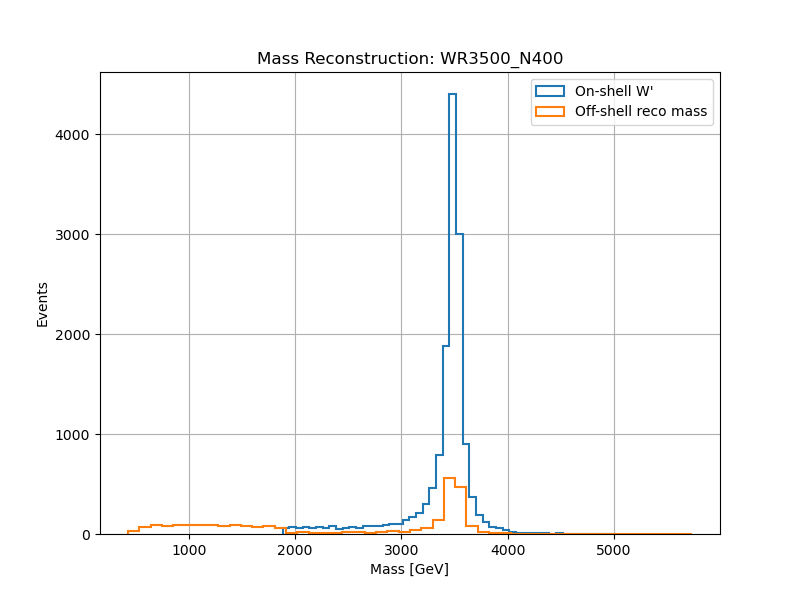 Mass Reconstruction: WR3500_N400
On-shell W'
Off-shell reco mass
4000
3000
2000
1000
0
Events
1000 2000 3000 4000 5000
Mass [GeV]